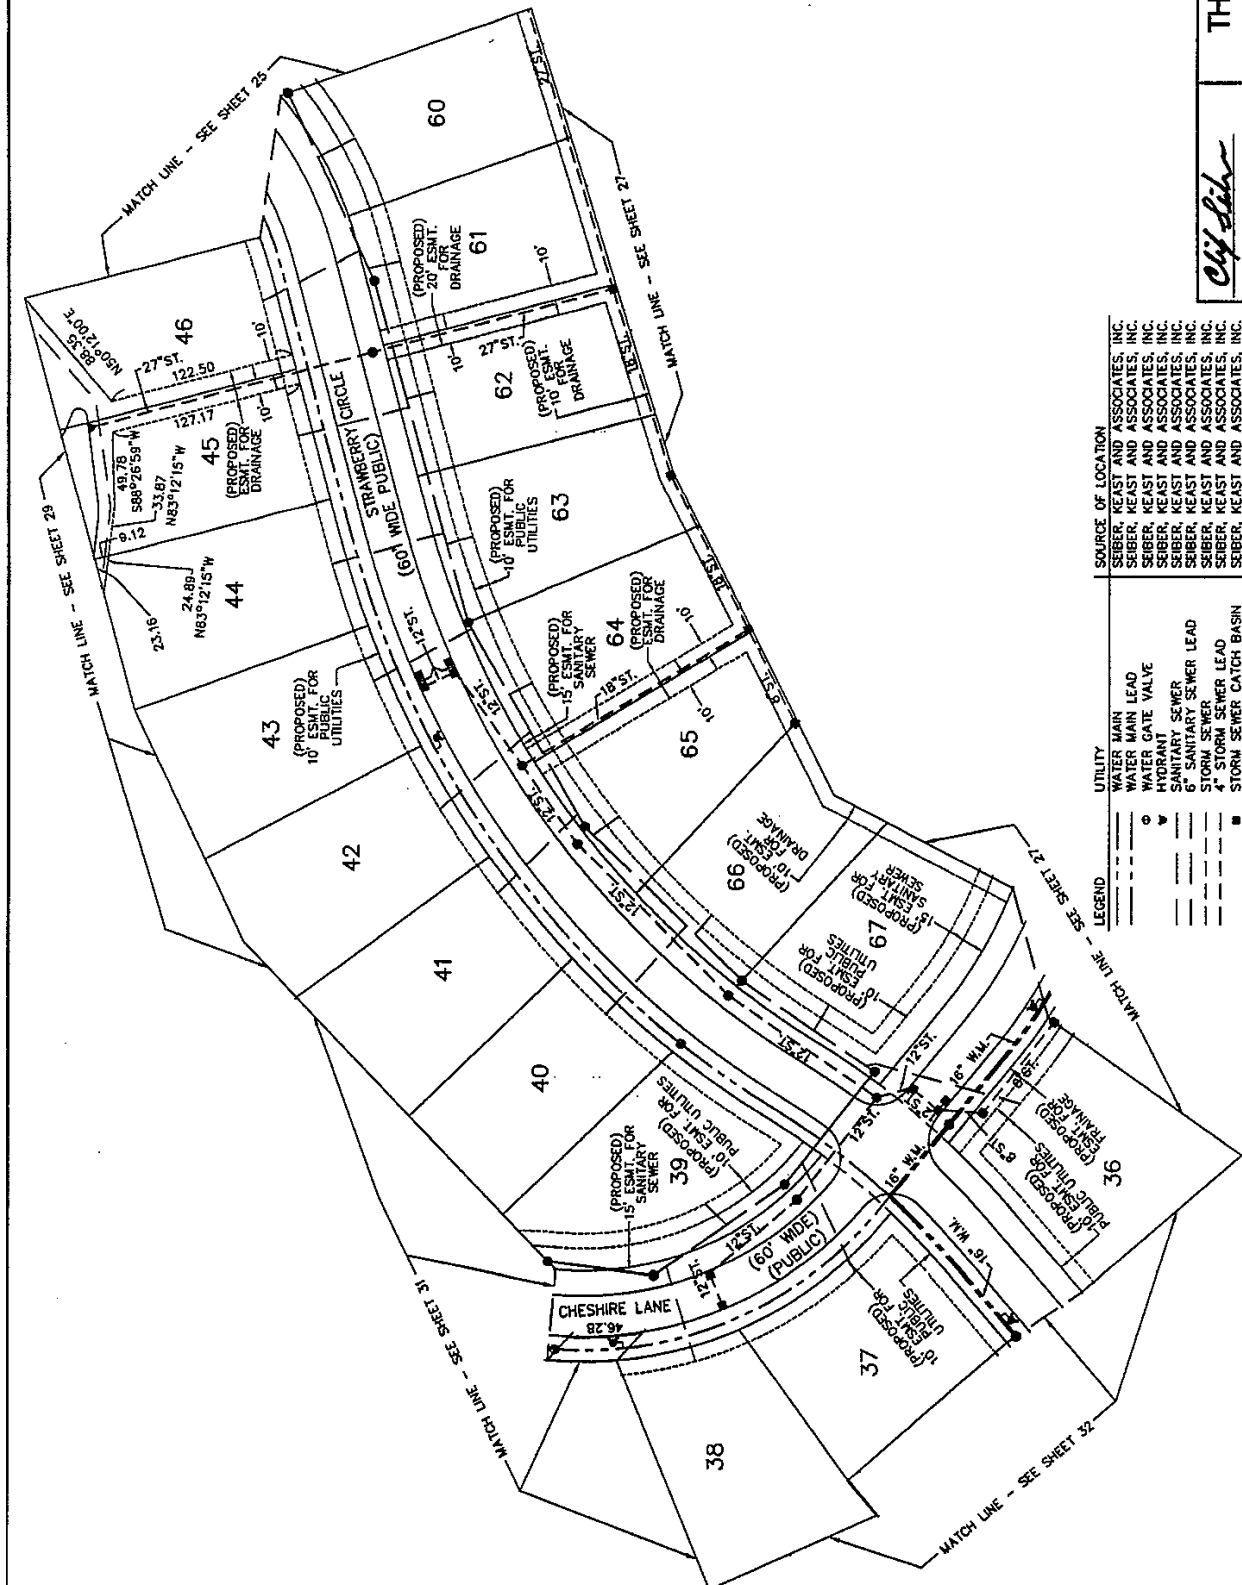 MATCH LINE - SEE SHEET 25
MATCH LINE - SEE SHEET 29
MATCH LINE - SEE SHEET 31
MATCH LINE - SEE SHEET 27
MATCH LINE - SEE SHEET 27
MATCH LINE - SEE SHEET 32
60
61
(PROPOSED)
20' ESMT.
FOR
DRAINAGE
10'
27"ST.
46
88.35
N50°12'00"E
27"ST.
122.50
127.17
10'
10'
45
(PROPOSED)
ESMT. FOR
DRAINAGE
49.78
S88°26'59"W
33.87
N83°12'15"W
9.12
24.89
N83°12'15"W
23.16
44
STRAWBERRY CIRCLE
(60' WIDE PUBLIC)
62
27"ST.
10'
(PROPOSED)
10' ESMT.
FOR
DRAINAGE
18"ST.
63
(PROPOSED)
10' ESMT. FOR
PUBLIC
UTILITIES
18"ST.
43
(PROPOSED)
10' ESMT. FOR
PUBLIC
UTILITIES
12"ST.
12"ST.
64
(PROPOSED)
15' ESMT. FOR
SANITARY
SEWER
(PROPOSED)
ESMT. FOR
DRAINAGE
18"ST.
10'
10'
65
8"ST.
42
12"ST.
12"ST.
66
(PROPOSED)
10' ESMT.
FOR
DRAINAGE
41
67
(PROPOSED)
15' ESMT. FOR
SANITARY
SEWER
(PROPOSED)
10' ESMT. FOR
PUBLIC
UTILITIES
40
12"ST.
12"ST.
12"ST.
12"ST.
12"ST.
16" W.M.
16" W.M.
16" W.M.
8"ST.
8"ST.
39
(PROPOSED)
10' ESMT. FOR
PUBLIC UTILITIES
(PROPOSED)
15' ESMT. FOR
SANITARY
SEWER
12"ST.
12"ST.
(60' WIDE)
(PUBLIC)
CHESHIRE LANE
46.28
36
(PROPOSED)
ESMT. FOR
FRAINAGE
(PROPOSED)
10' ESMT. FOR
PUBLIC UTILITIES
37
(PROPOSED)
10' ESMT. FOR
PUBLIC
UTILITIES
38
LEGEND UTILITY SOURCE OF LOCATION
WATER MAIN SEIBER, KEAST AND ASSOCIATES, INC.
WATER MAIN LEAD SEIBER, KEAST AND ASSOCIATES, INC.
WATER GATE VALVE SEIBER, KEAST AND ASSOCIATES, INC.
HYDRANT SEIBER, KEAST AND ASSOCIATES, INC.
SANITARY SEWER SEIBER, KEAST AND ASSOCIATES, INC.
6" SANITARY SEWER LEAD SEIBER, KEAST AND ASSOCIATES, INC.
STORM SEWER SEIBER, KEAST AND ASSOCIATES, INC.
4" STORM SEWER LEAD SEIBER, KEAST AND ASSOCIATES, INC.
STORM SEWER CATCH BASIN SEIBER, KEAST AND ASSOCIATES, INC.
TH